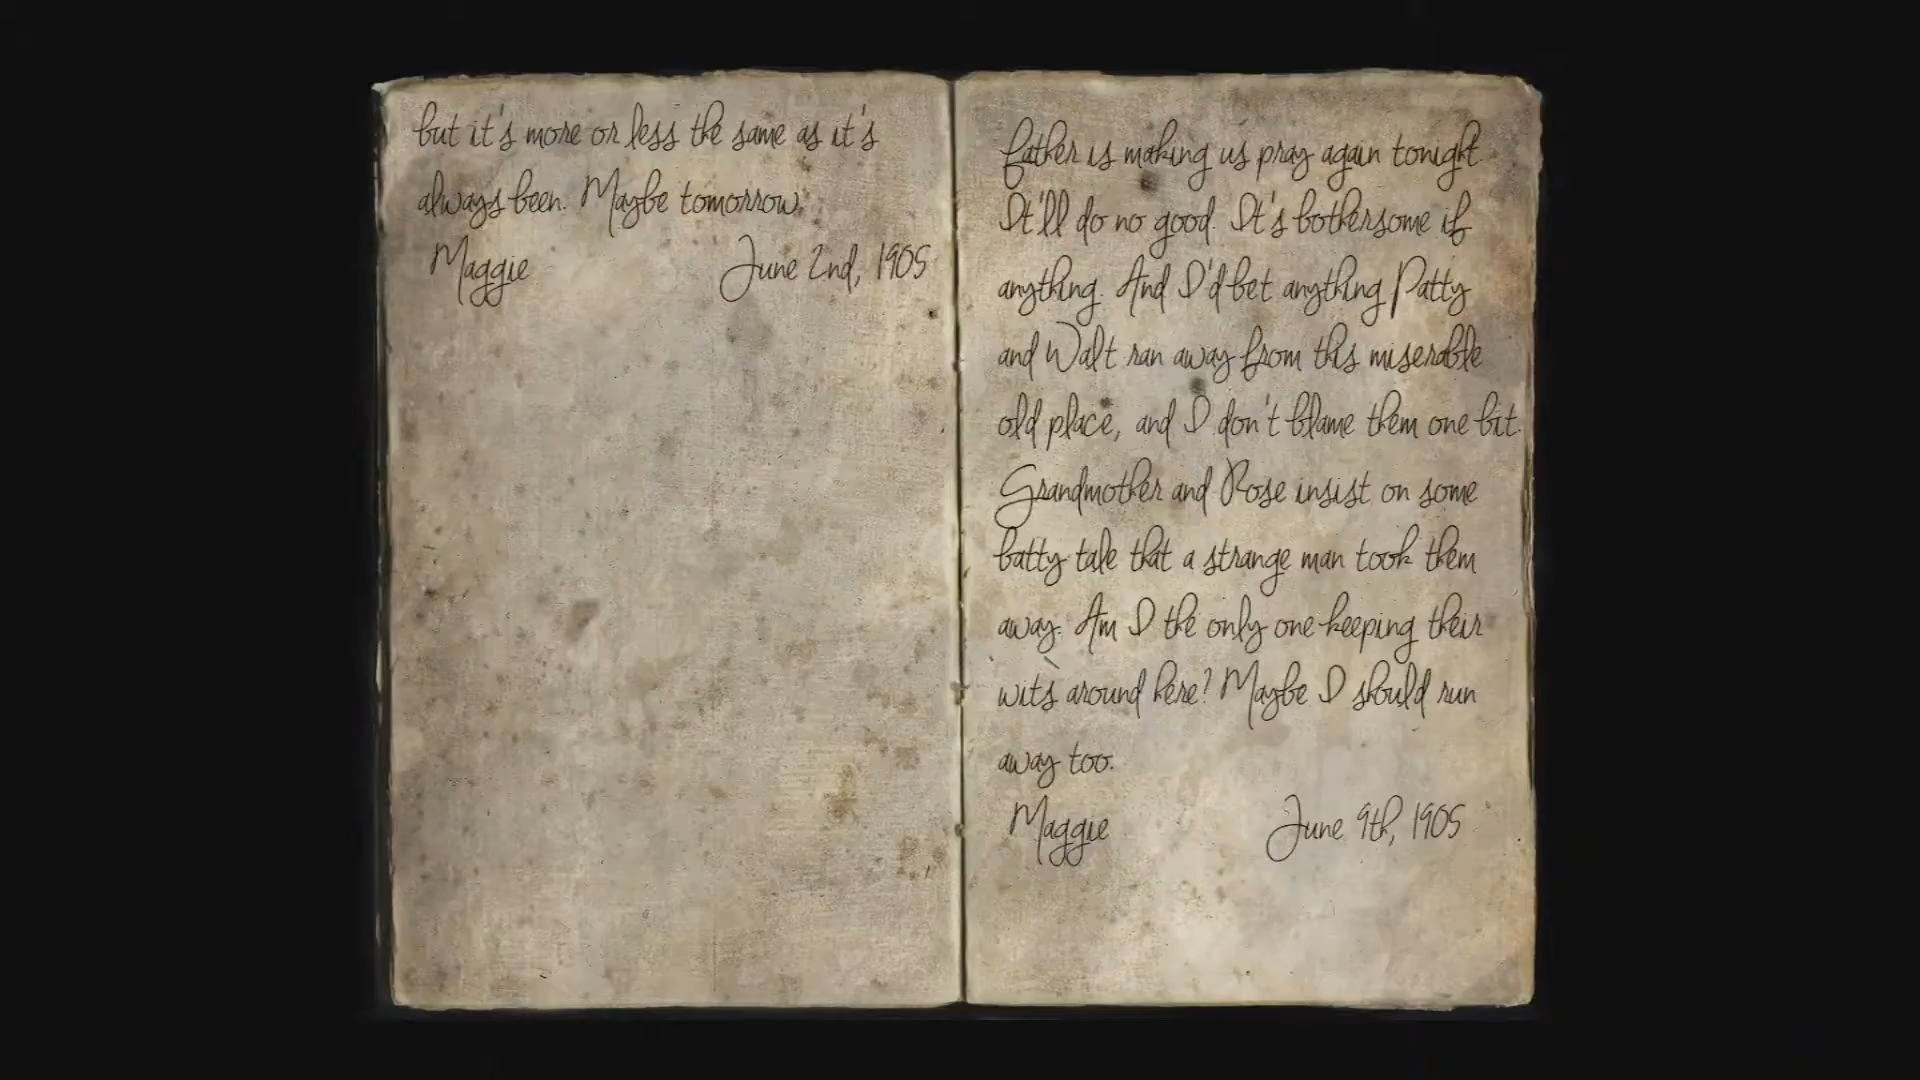 but it's more or less the same as it's
always been. Maybe tomorrow.
Maggie June 2nd, 1905
Father is making us pray again tonight.
It'll do no good. It's bothersome if
anything. And I'd bet anything Patty
and Walt ran away from this miserable
old place, and I don't blame them one bit.
Grandmother and Rose insist on some
batty tale that a strange man took them
away. Am I the only one keeping their
wits around here? Maybe I should run
away too.
Maggie June 9th, 1905